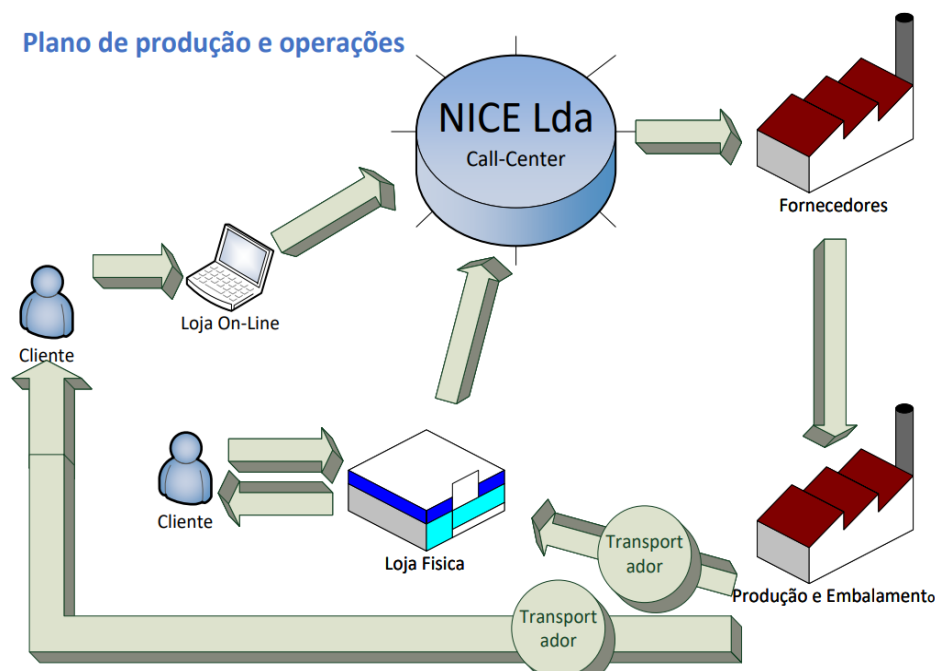 Plano de produção e operações
NICE Lda
Call-Center
Fornecedores
Loja On-Line
Cliente
Cliente
Loja Fisica
Transport
ador
Produção e Embalamento
Transport
ador